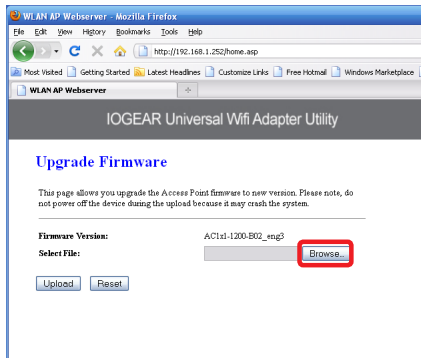 WLAN AP Webserver - Mozilla Firefox
File Edit View History Bookmarks Tools Help
http://192.168.1.252/home.asp
Most Visited Getting Started Latest Headlines Customize Links Free Hotmail Windows Marketplace
WLAN AP Webserver
IOGEAR Universal Wifi Adapter Utility
Upgrade Firmware
This page allows you upgrade the Access Point firmware to new version. Please note, do
not power off the device during the upload because it may crash the system.
Firmware Version: AC1x1-1200-B02_eng3
Select File: Browse...
Upload Reset